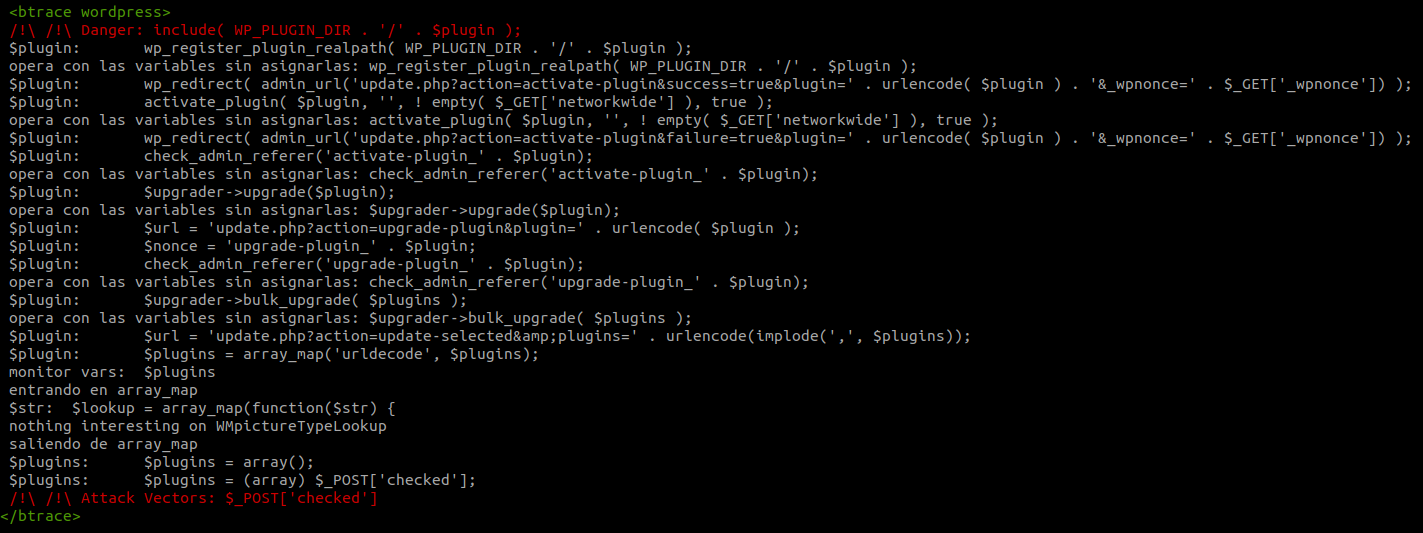 <btrace wordpress>
/!\ /!\ Danger: include( WP_PLUGIN_DIR . '/' . $plugin );
$plugin:       wp_register_plugin_realpath( WP_PLUGIN_DIR . '/' . $plugin );
opera con las variables sin asignarlas: wp_register_plugin_realpath( WP_PLUGIN_DIR . '/' . $plugin );
$plugin:       wp_redirect( admin_url('update.php?action=activate-plugin&success=true&plugin=' . urlencode( $plugin ) . '&_wpnonce=' . $_GET['_wpnonce']) );
$plugin:       activate_plugin( $plugin, '', ! empty( $_GET['networkwide'] ), true );
opera con las variables sin asignarlas: activate_plugin( $plugin, '', ! empty( $_GET['networkwide'] ), true );
$plugin:       wp_redirect( admin_url('update.php?action=activate-plugin&failure=true&plugin=' . urlencode( $plugin ) . '&_wpnonce=' . $_GET['_wpnonce']) );
$plugin:       check_admin_referer('activate-plugin_' . $plugin);
opera con las variables sin asignarlas: check_admin_referer('activate-plugin_' . $plugin);
$plugin:       $upgrader->upgrade($plugin);
opera con las variables sin asignarlas: $upgrader->upgrade($plugin);
$plugin:       $url = 'update.php?action=upgrade-plugin&plugin=' . urlencode( $plugin );
$plugin:       $nonce = 'upgrade-plugin_' . $plugin;
$plugin:       check_admin_referer('upgrade-plugin_' . $plugin);
opera con las variables sin asignarlas: check_admin_referer('upgrade-plugin_' . $plugin);
$plugin:       $upgrader->bulk_upgrade( $plugins );
opera con las variables sin asignarlas: $upgrader->bulk_upgrade( $plugins );
$plugin:       $url = 'update.php?action=update-selected&amp;plugins=' . urlencode(implode(',', $plugins));
$plugin:       $plugins = array_map('urldecode', $plugins);
monitor vars:  $plugins
entrando en array_map
$str:  $lookup = array_map(function($str) {
nothing interesting on WMpictureTypeLookup
saliendo de array_map
$plugins:      $plugins = array();
$plugins:      $plugins = (array) $_POST['checked'];
/!\ /!\ Attack Vectors: $_POST['checked']
</btrace>